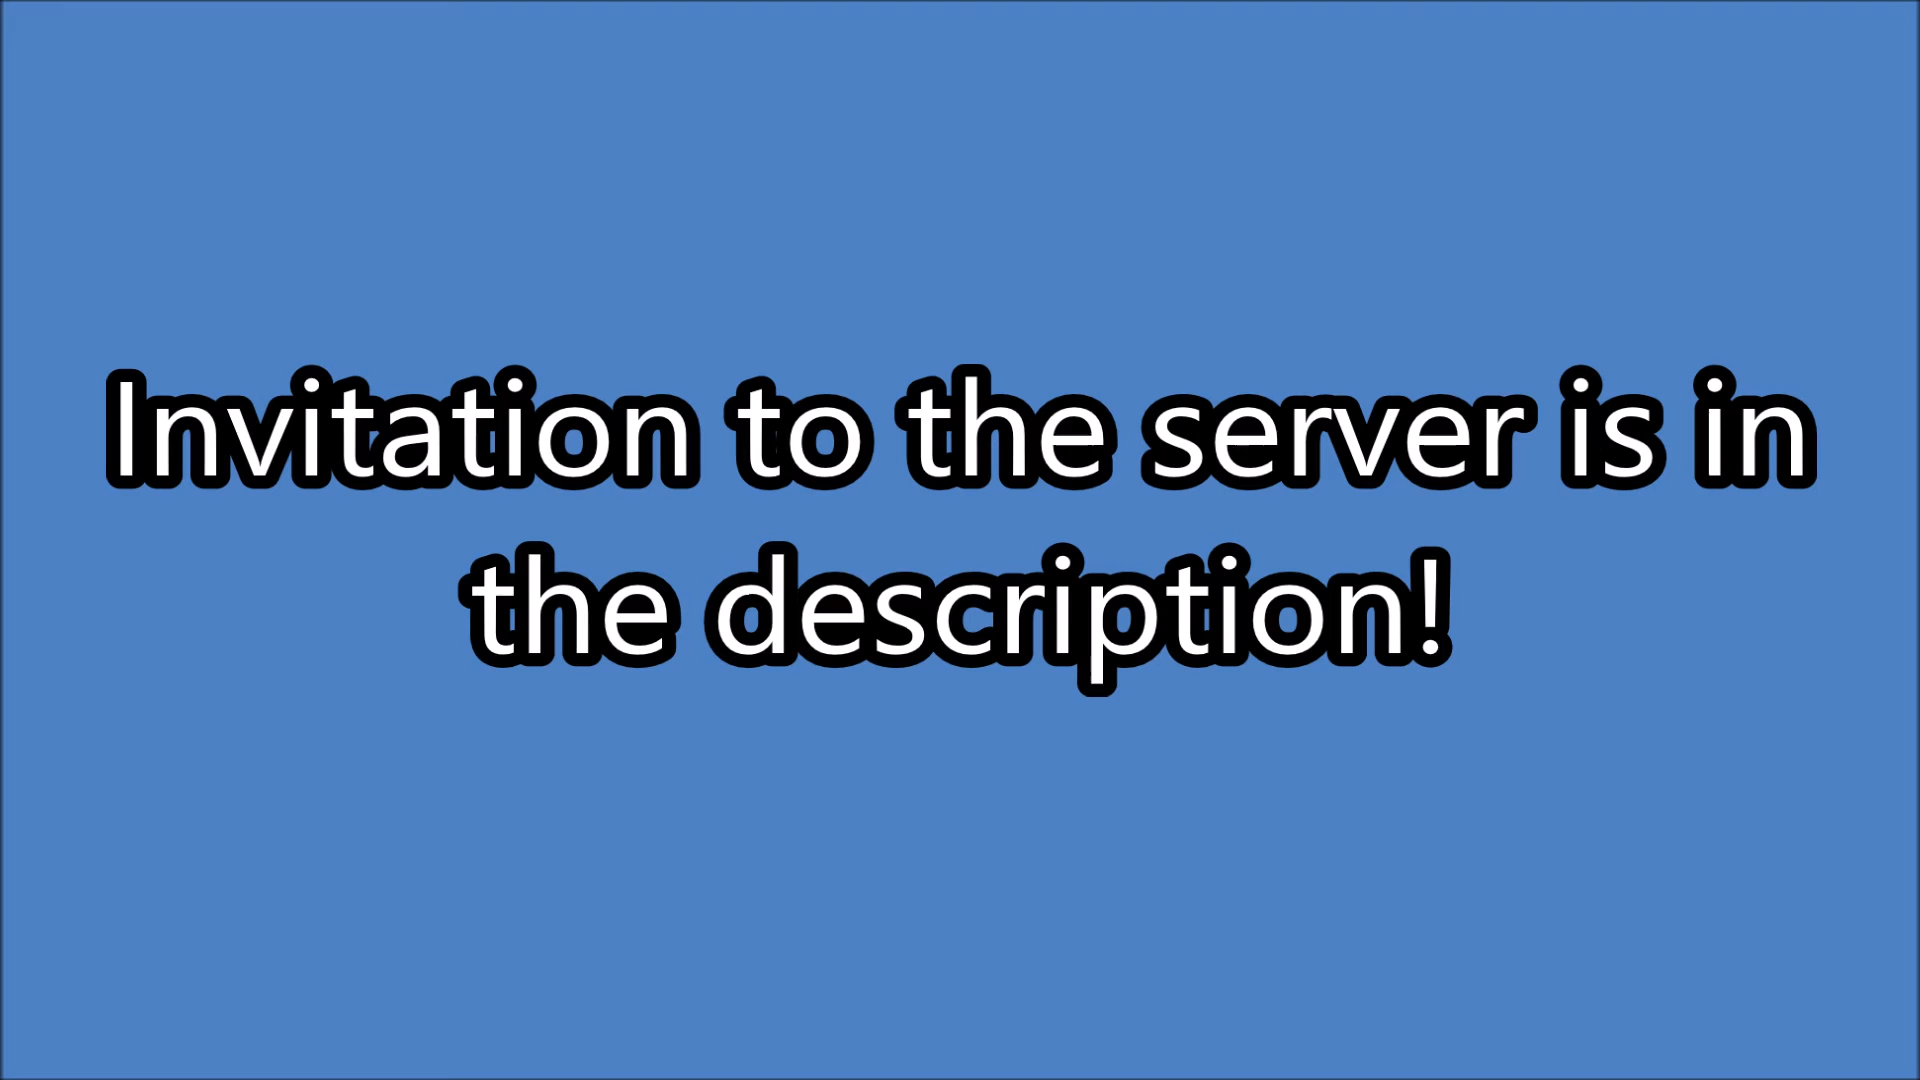 Invitation to the server is in
the description!